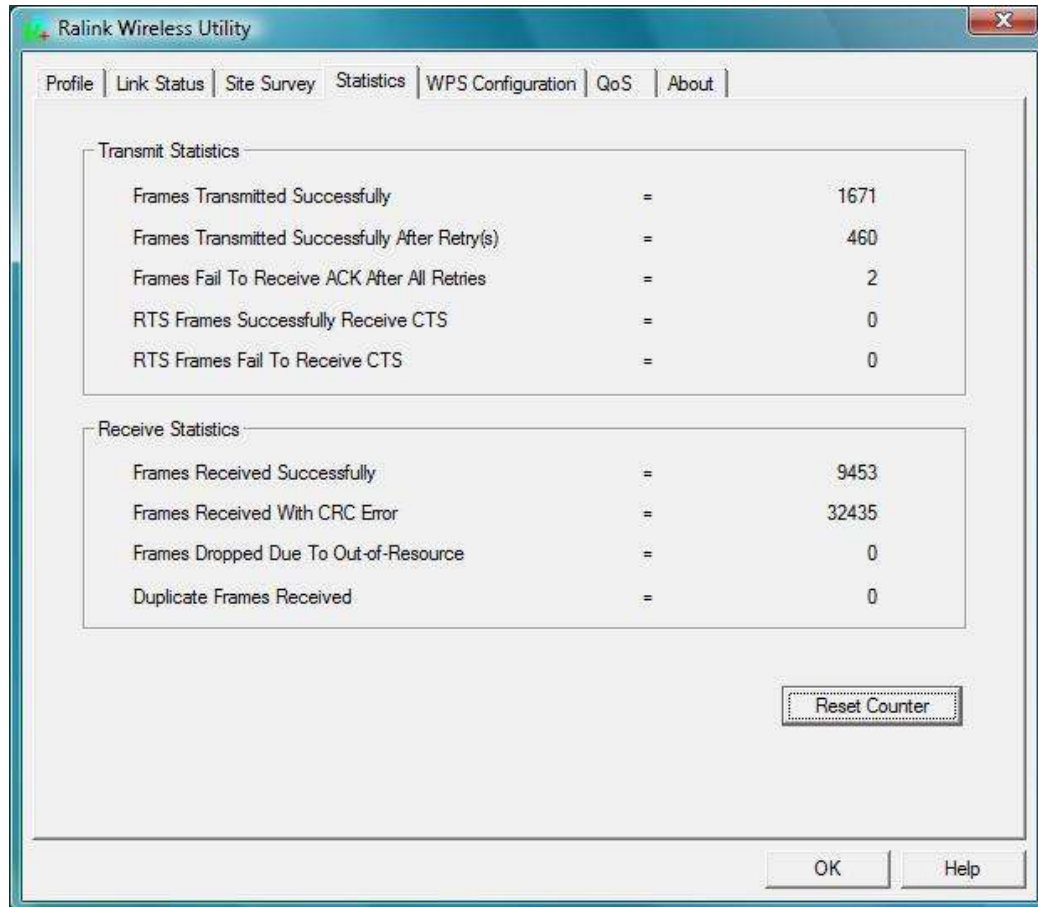 Ralink Wireless Utility
Profile Link Status Site Survey Statistics WPS Configuration QoS About
Transmit Statistics
Frames Transmitted Successfully = 1671
Frames Transmitted Successfully After Retry(s) = 460
Frames Fail To Receive ACK After All Retries = 2
RTS Frames Successfully Receive CTS = 0
RTS Frames Fail To Receive CTS = 0
Receive Statistics
Frames Received Successfully = 9453
Frames Received With CRC Error = 32435
Frames Dropped Due To Out-of-Resource = 0
Duplicate Frames Received = 0
Reset Counter
OK Help